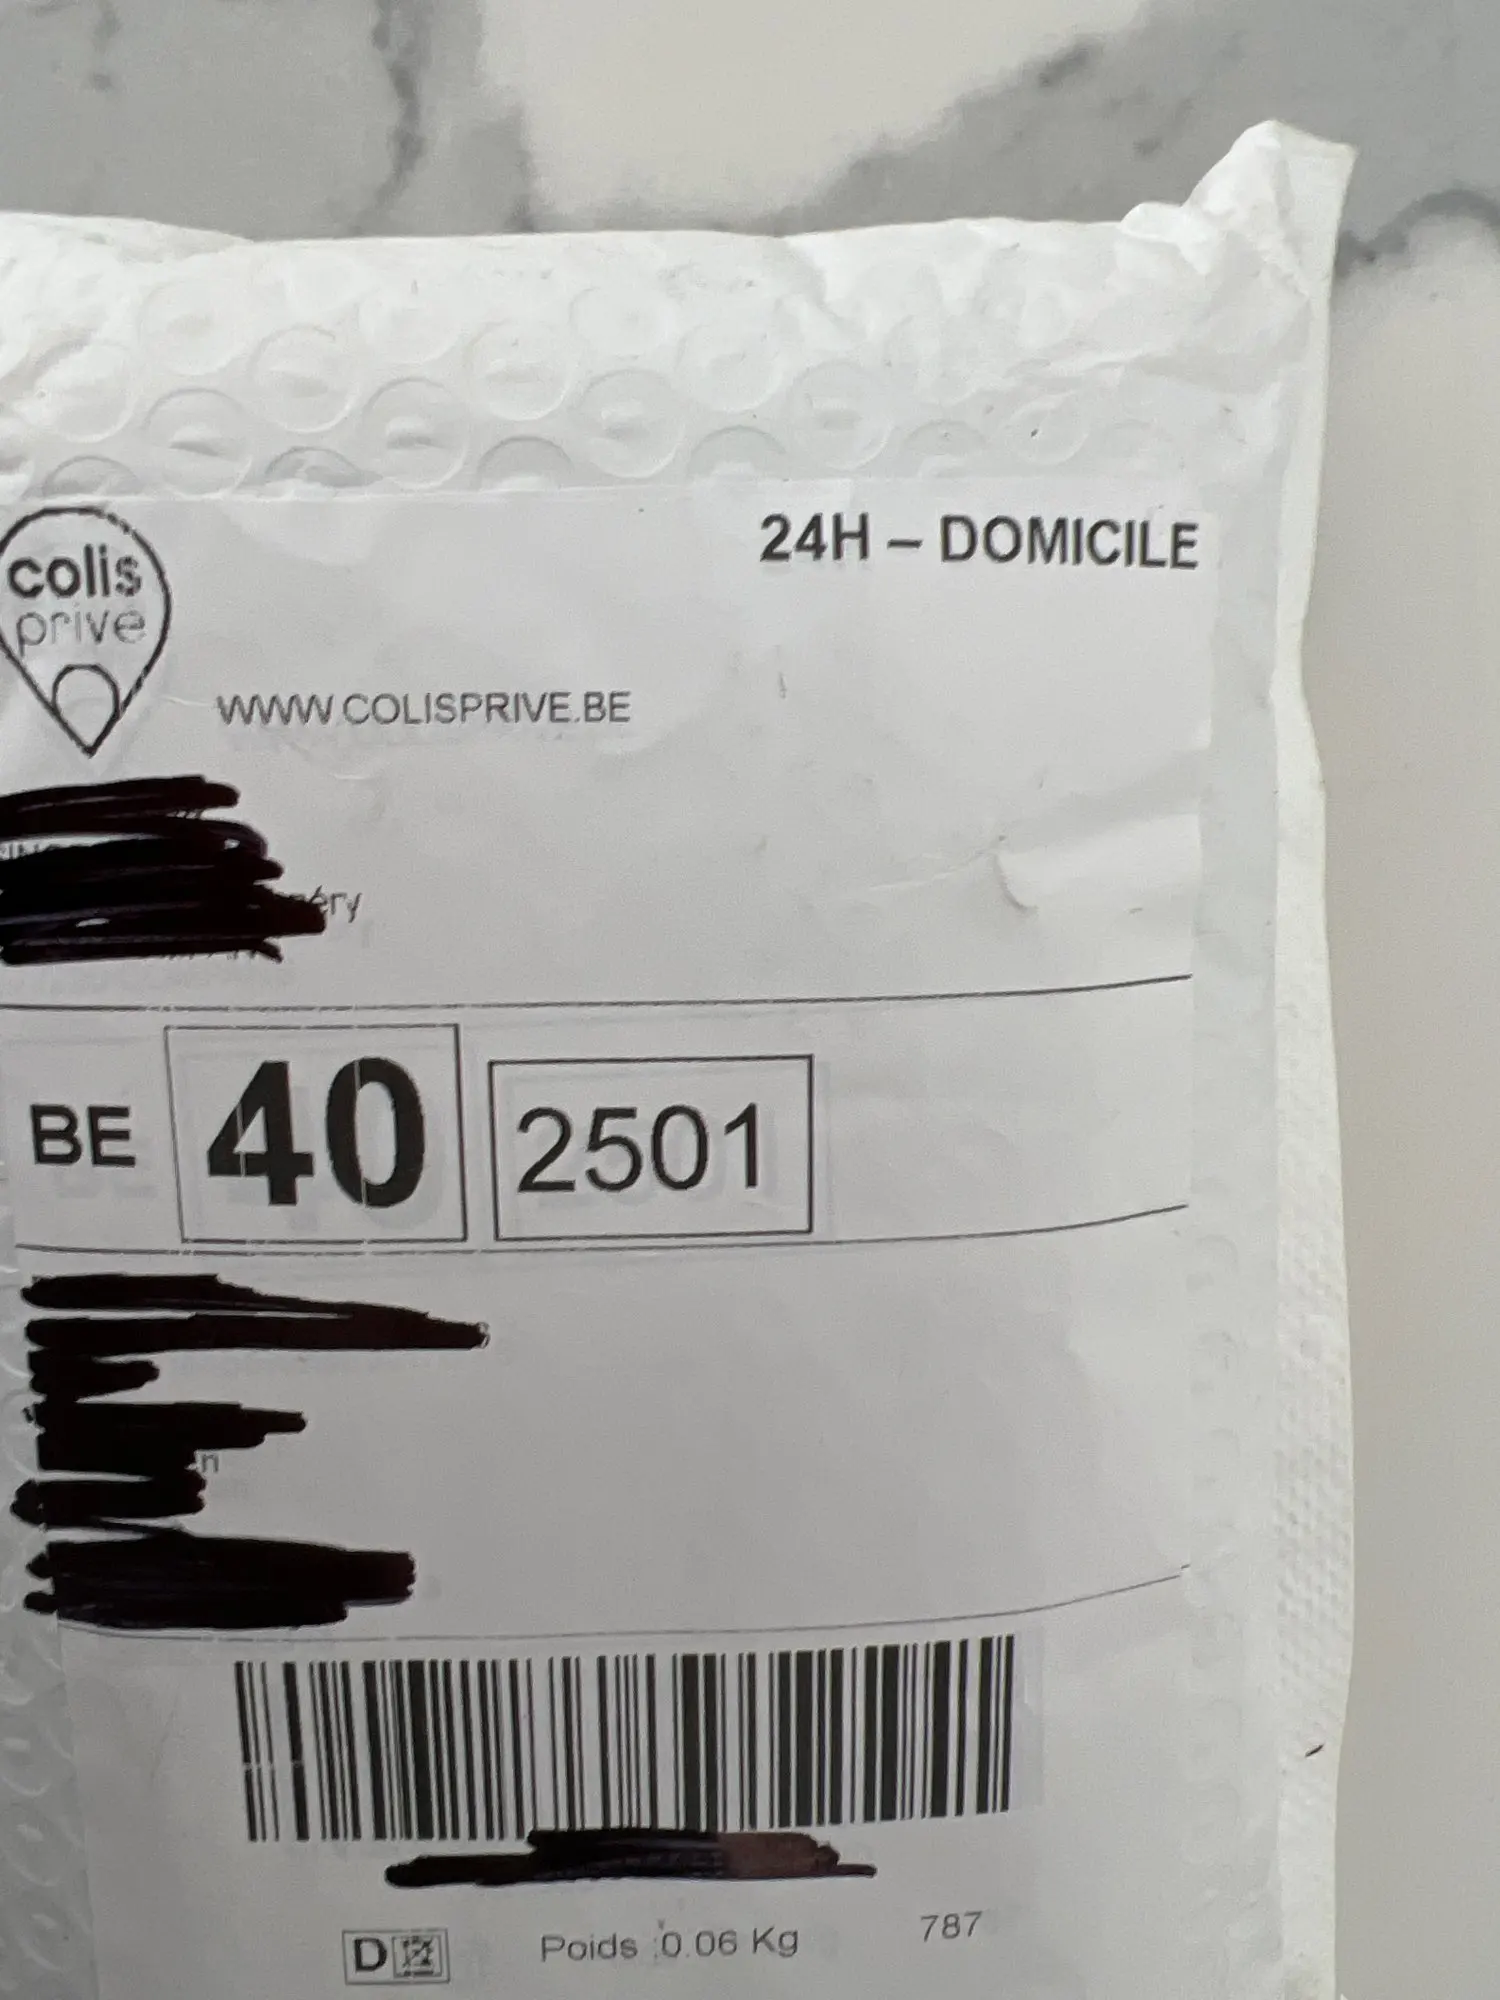 24H – DOMICILE
colis
privé
WWW.COLISPRIVE.BE
BE 40 2501
D
Poids :0.06 Kg
787